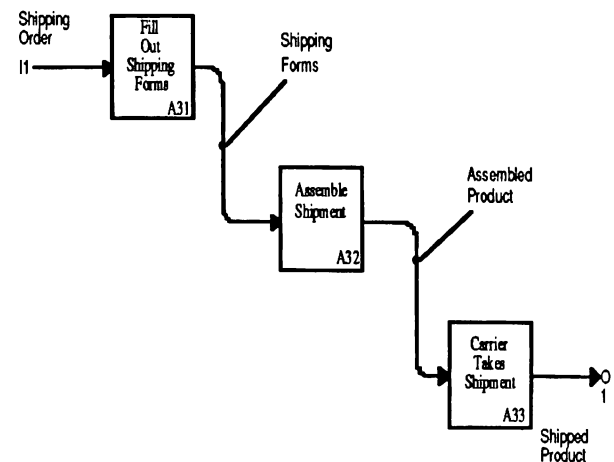 Shipping
Order
I1
Fill
Out
Shipping
Forms
A31
Shipping
Forms
Assemble
Shipment
A32
Assembled
Product
Carrier
Takes
Shipment
A33
O
1
Shipped
Product